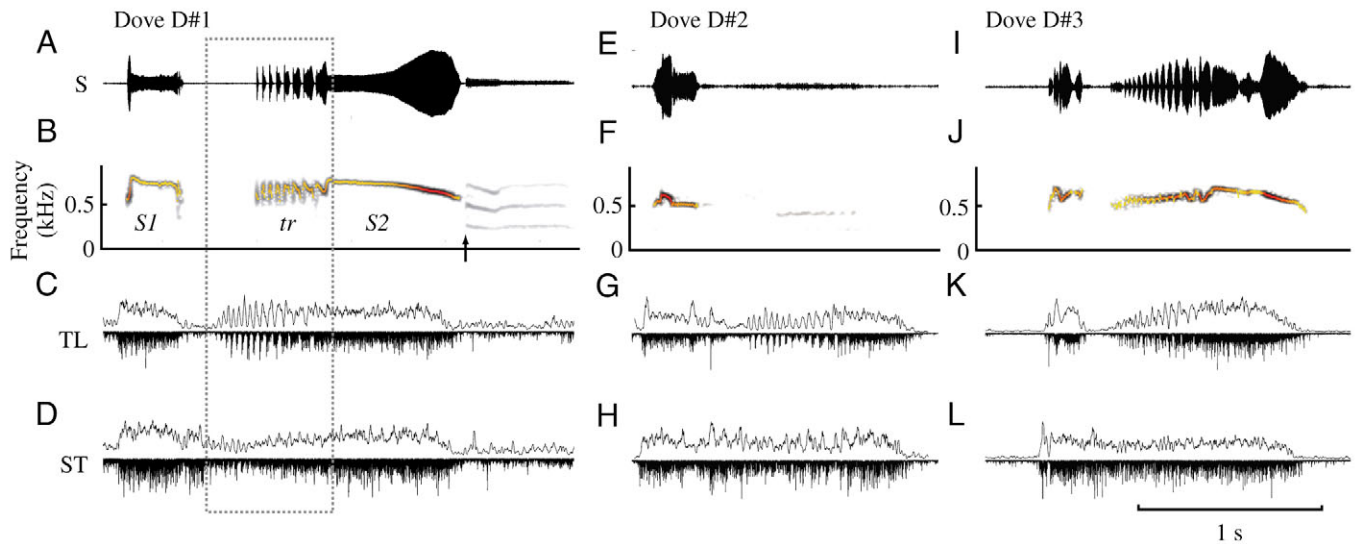 Dove D#1
Dove D#2
Dove D#3
A
E
I
S
B
F
J
Frequency
(kHz)
0.5
0
S1
tr
S2
0.5
0
0.5
0
C
G
K
TL
D
H
L
ST
1 s